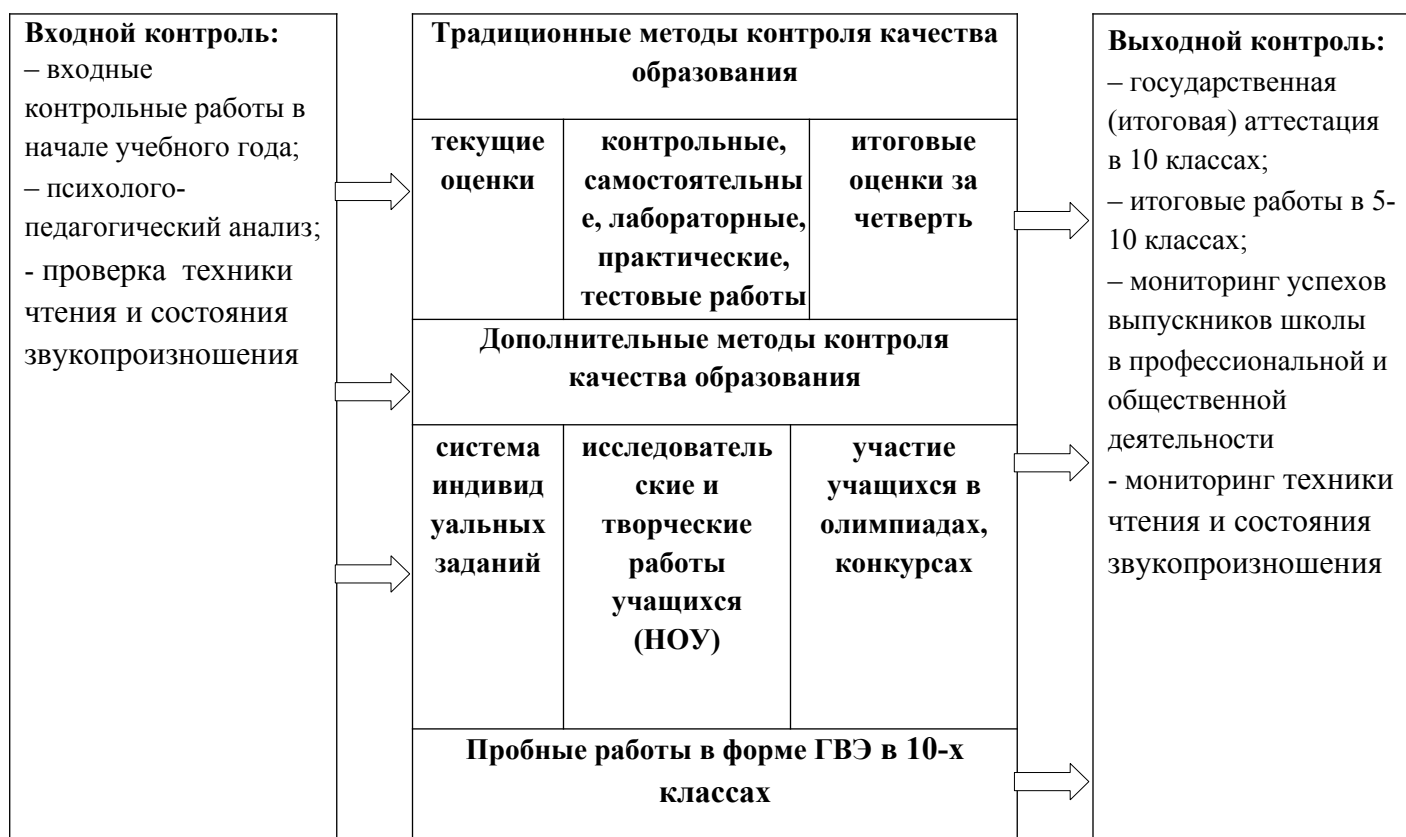 Входной контроль:
– входные
контрольные работы в
начале учебного года;
– психолого-
педагогический анализ;
- проверка техники
чтения и состояния
звукопроизношения
Традиционные методы контроля качества
образования
текущие
оценки
контрольные,
самостоятельны
е, лабораторные,
практические,
тестовые работы
итоговые
оценки за
четверть
Дополнительные методы контроля
качества образования
система
индивид
уальных
заданий
исследователь
ские и
творческие
работы
учащихся
(НОУ)
участие
учащихся в
олимпиадах,
конкурсах
Пробные работы в форме ГВЭ в 10-х
классах
Выходной контроль:
– государственная
(итоговая) аттестация
в 10 классах;
– итоговые работы в 5-
10 классах;
– мониторинг успехов
выпускников школы
в профессиональной и
общественной
деятельности
- мониторинг техники
чтения и состояния
звукопроизношения